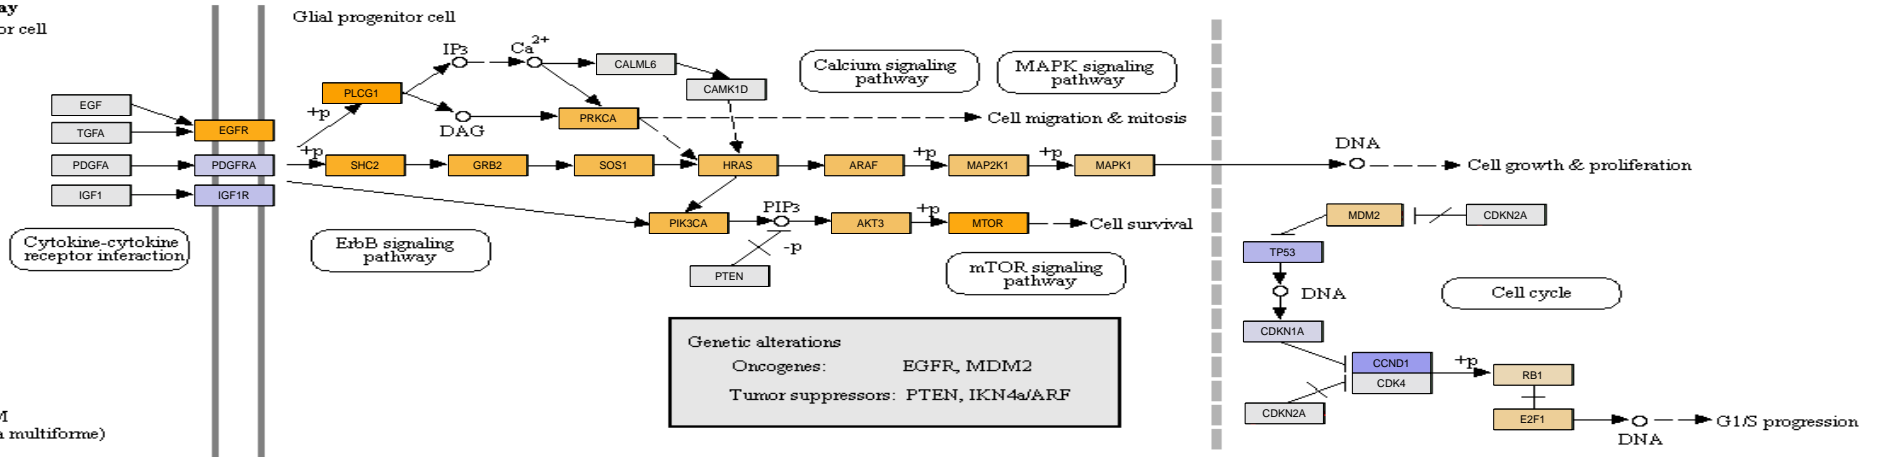 ay
or cell
Glial progenitor cell
IP3
Ca2+
CALML6
CAMK1D
Calcium signaling
pathway
MAPK signaling
pathway
PLCG1
+p
EGF
TGFA
EGFR
DAG
PRKCA
Cell migration & mitosis
PDGFA
PDGFRA
+p
SHC2
GRB2
SOS1
HRAS
ARAF
+p
MAP2K1
+p
MAPK1
DNA
Cell growth & proliferation
IGF1
IGF1R
PIK3CA
PIP3
AKT3
+p
MTOR
Cell survival
-p
PTEN
MDM2
CDKN2A
TP53
Cytokine-cytokine
receptor interaction
ErbB signaling
pathway
mTOR signaling
pathway
DNA
Cell cycle
CDKN1A
Genetic alterations
Oncogenes: EGFR, MDM2
Tumor suppressors: PTEN, IKN4a/ARF
CCND1
CDK4
+p
RB1
CDKN2A
E2F1
DNA
G1/S progression
M
a multiforme)